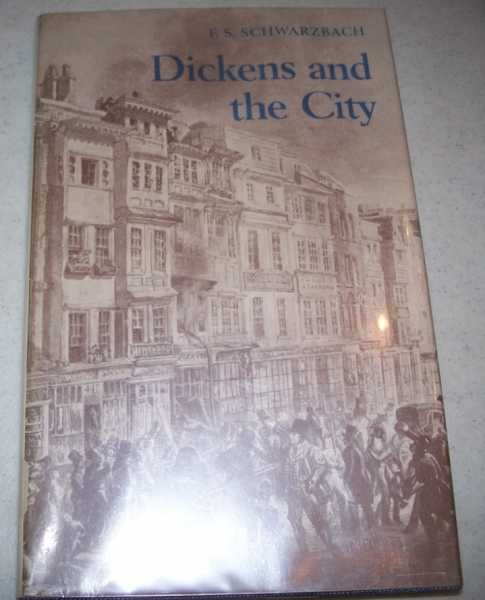 F. S. SCHWARZBACH
Dickens and
the City